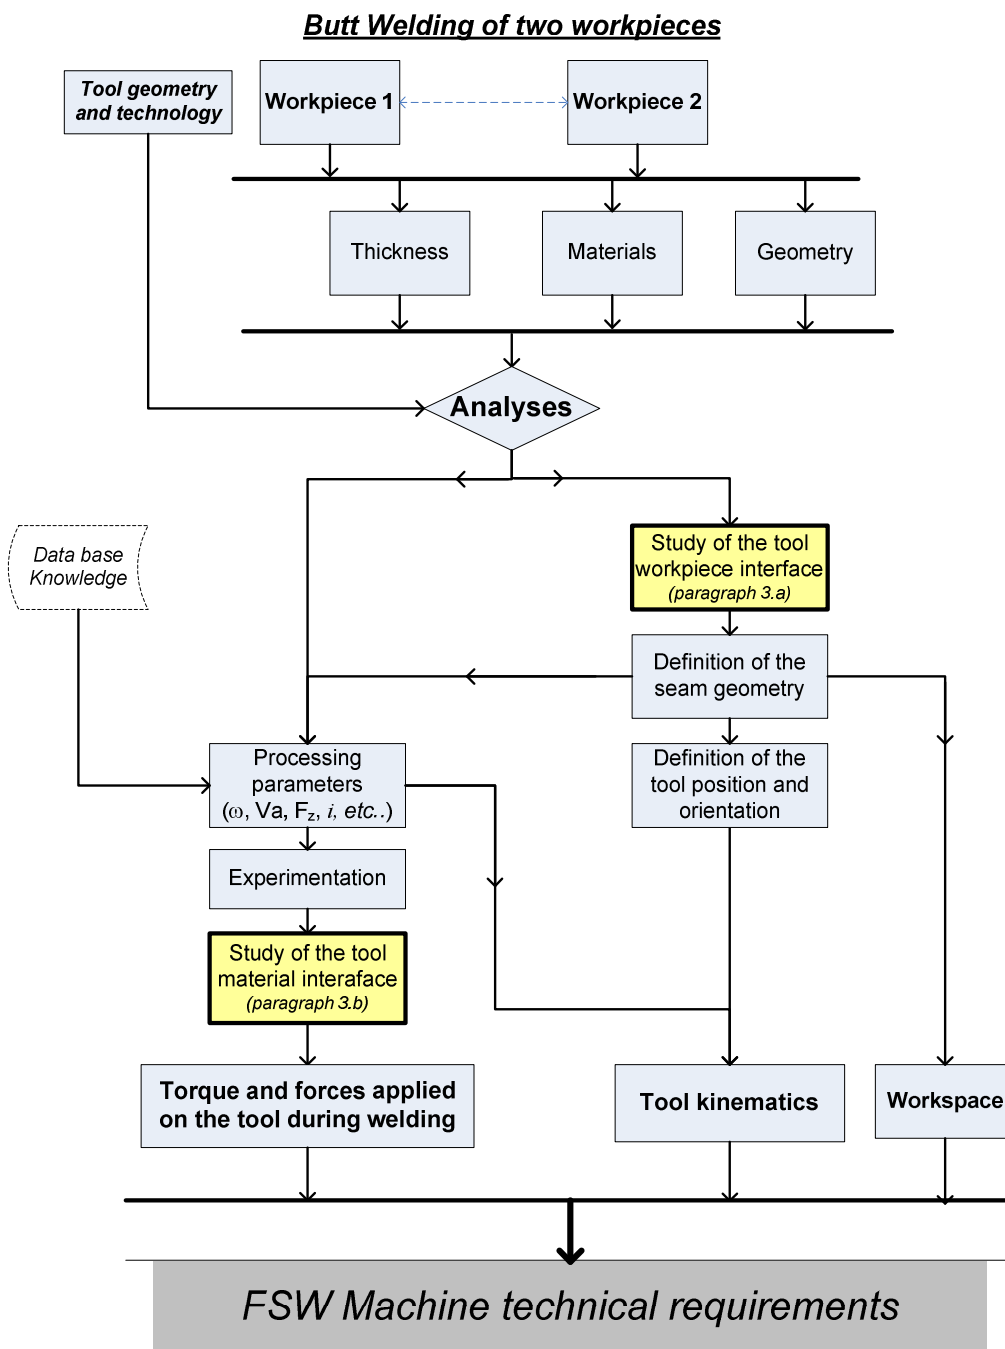 Butt Welding of two workpieces
Tool geometry
and technology
Workpiece 1
Workpiece 2
Thickness
Materials
Geometry
Analyses
Data base
Knowledge
Study of the tool
workpiece interface
(paragraph 3.a)
Definition of the
seam geometry
Processing
parameters
(ω, Va, Fz, i, etc..)
Definition of the
tool position and
orientation
Experimentation
Study of the tool
material interaface
(paragraph 3.b)
Torque and forces applied
on the tool during welding
Tool kinematics
Workspace
FSW Machine technical requirements